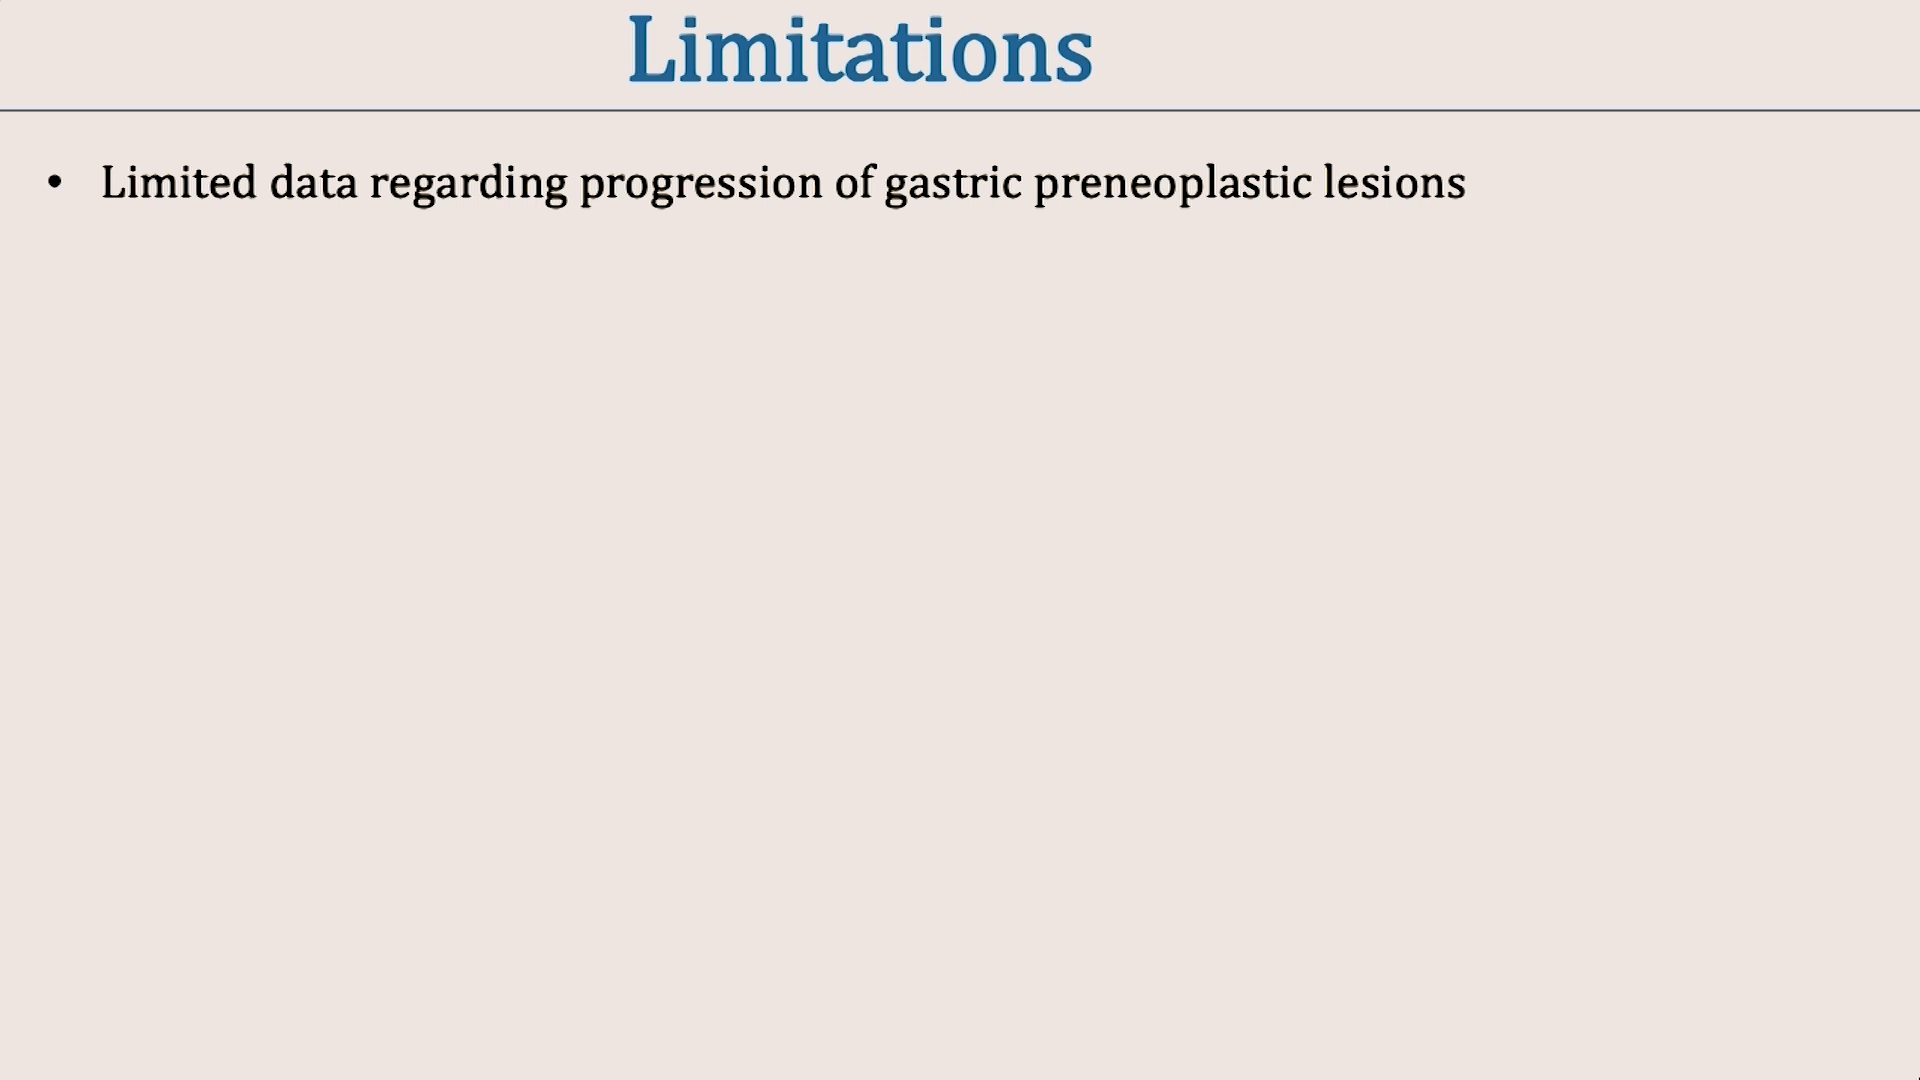 Limitations
• Limited data regarding progression of gastric preneoplastic lesions